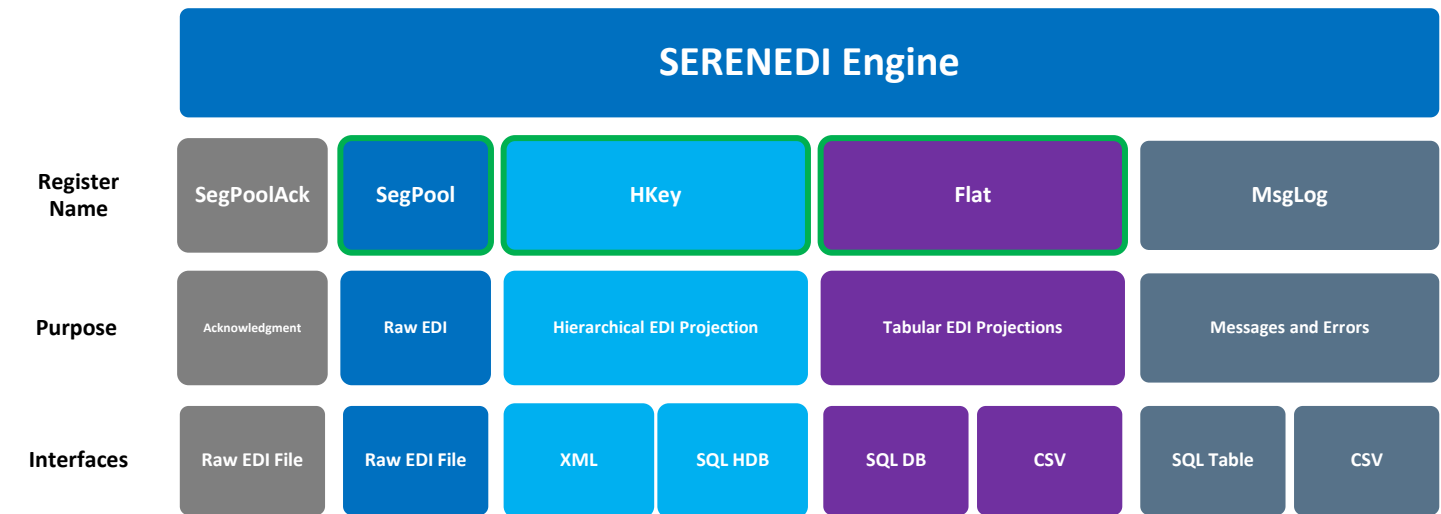 SERENEDI Engine
Register
Name
SegPoolAck
SegPool
HKey
Flat
MsgLog
Purpose
Acknowledgment
Raw EDI
Hierarchical EDI Projection
Tabular EDI Projections
Messages and Errors
Interfaces
Raw EDI File
Raw EDI File
XML
SQL HDB
SQL DB
CSV
SQL Table
CSV